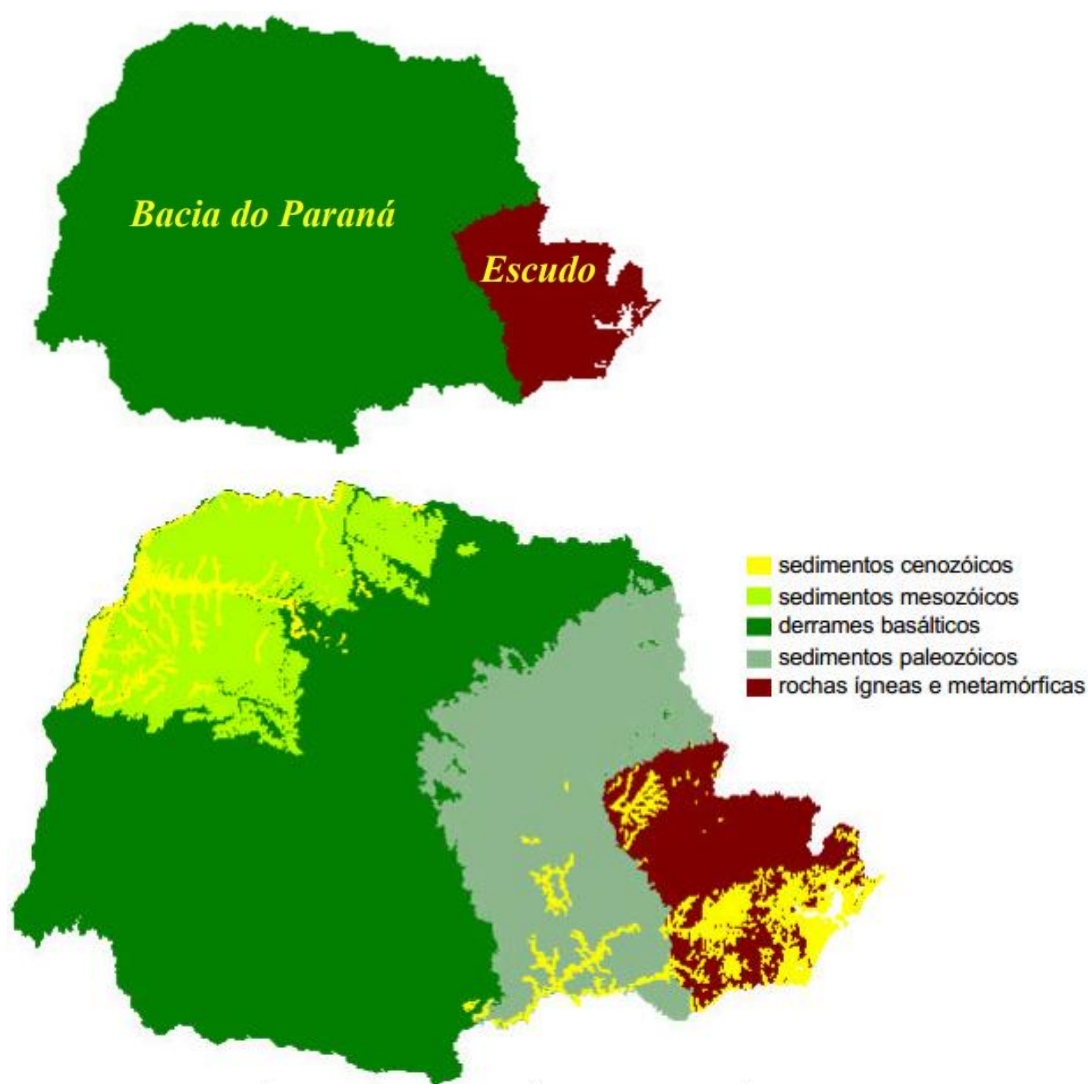 Bacia do Paraná
Escudo
sedimentos cenozóicos
sedimentos mesozóicos
derrames basálticos
sedimentos paleozóicos
rochas ígneas e metamórficas